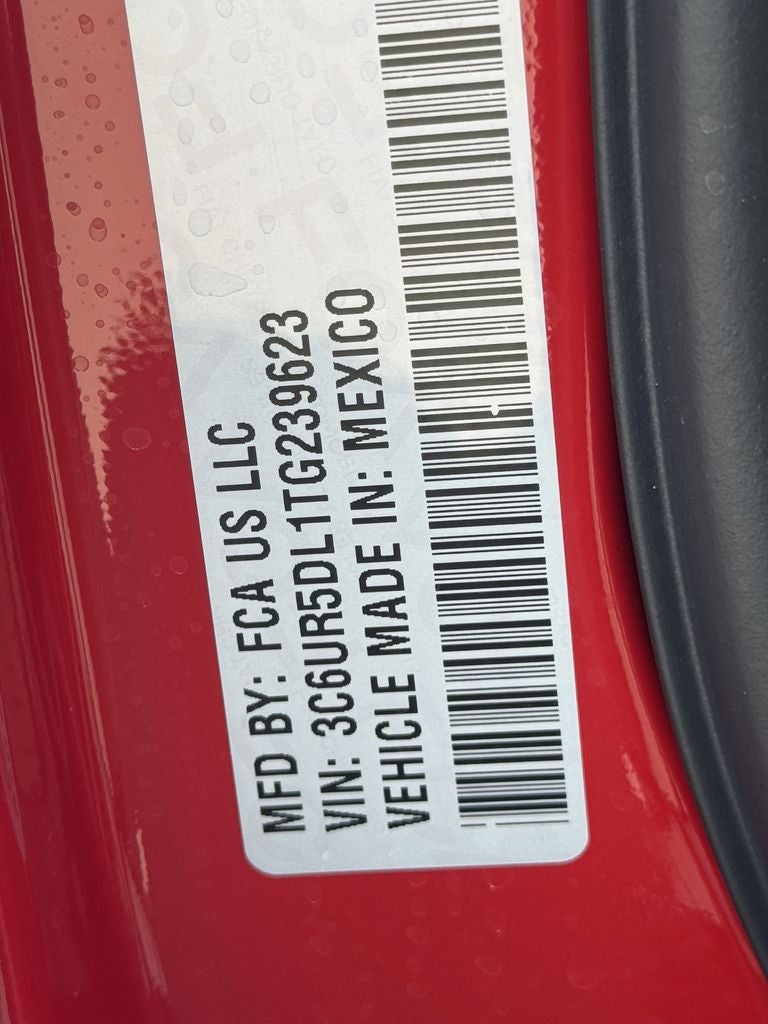 MFD BY: FCA US LLC
VIN: 3C6UR5DL1TG239623
VEHICLE MADE IN: MEXICO